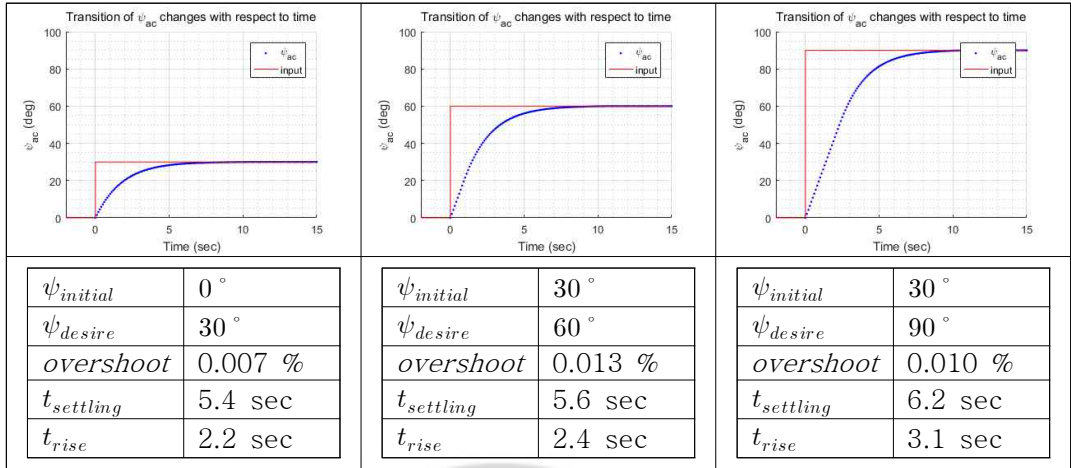 Transition of ψac changes with respect to time
100
80
60
40
20
0
ψac (deg)
ψac
input
0
5
10
15
Time (sec)
Transition of ψac changes with respect to time
100
80
60
40
20
0
ψac (deg)
ψac
input
0
5
10
15
Time (sec)
Transition of ψac changes with respect to time
100
80
60
40
20
0
ψac (deg)
ψac
input
0
5
10
15
Time (sec)
ψinitial 0°
ψdesire 30°
overshoot 0.007 %
tsettling 5.4 sec
trise 2.2 sec
ψinitial 30°
ψdesire 60°
overshoot 0.013 %
tsettling 5.6 sec
trise 2.4 sec
ψinitial 30°
ψdesire 90°
overshoot 0.010 %
tsettling 6.2 sec
trise 3.1 sec